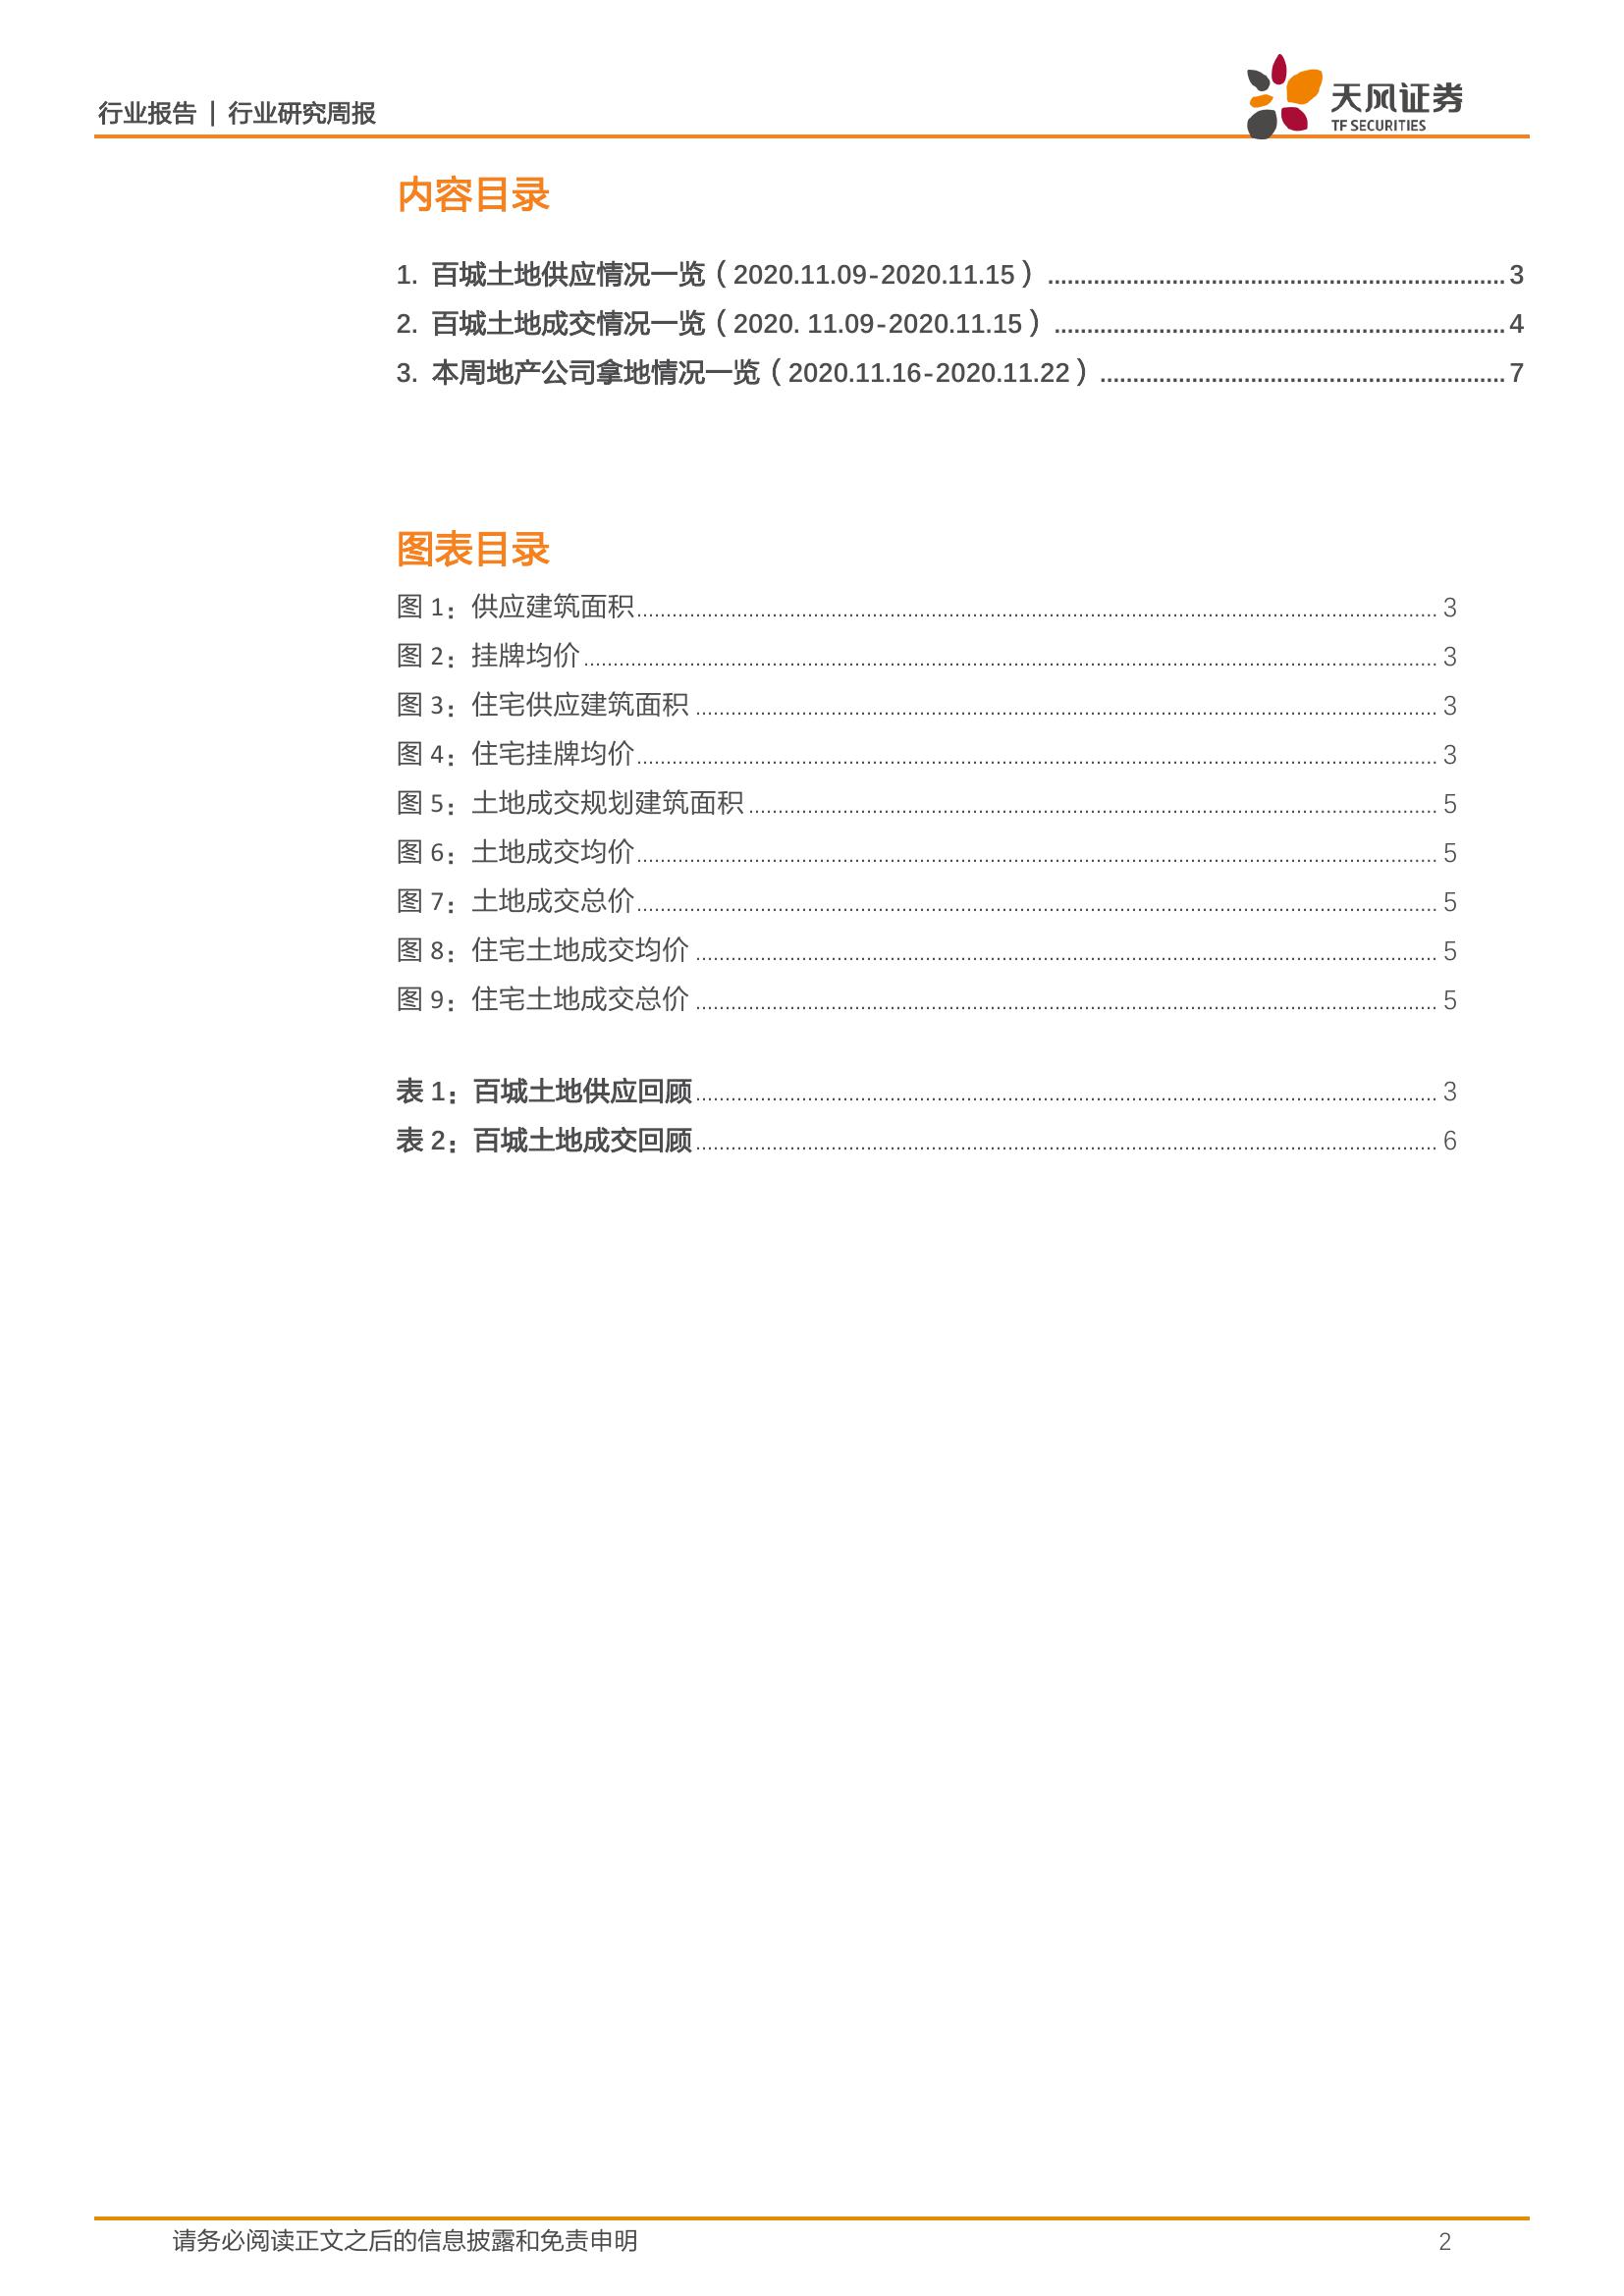 行业报告 | 行业研究周报
天风证券
TF SECURITIES
内容目录
1. 百城土地供应情况一览（2020.11.09-2020.11.15）3
2. 百城土地成交情况一览（2020. 11.09-2020.11.15）4
3. 本周地产公司拿地情况一览（2020.11.16-2020.11.22）7
图表目录
图 1：供应建筑面积 3
图 2：挂牌均价 3
图 3：住宅供应建筑面积 3
图 4：住宅挂牌均价 3
图 5：土地成交规划建筑面积 5
图 6：土地成交均价 5
图 7：土地成交总价 5
图 8：住宅土地成交均价 5
图 9：住宅土地成交总价 5
表 1：百城土地供应回顾 3
表 2：百城土地成交回顾 6
请务必阅读正文之后的信息披露和免责申明 2